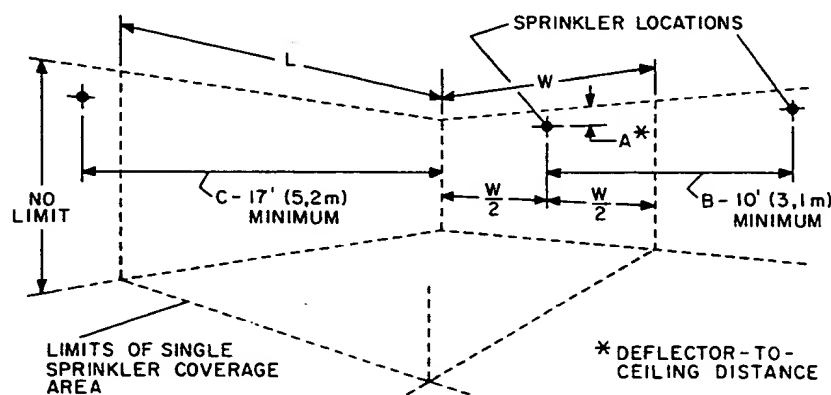 SPRINKLER LOCATIONS
L
W
A*
NO
LIMIT
C-17' (5,2m)
MINIMUM
W/2
W/2
B-10' (3,1m)
MINIMUM
LIMITS OF SINGLE
SPRINKLER COVERAGE
AREA
* DEFLECTOR-TO-
CEILING DISTANCE